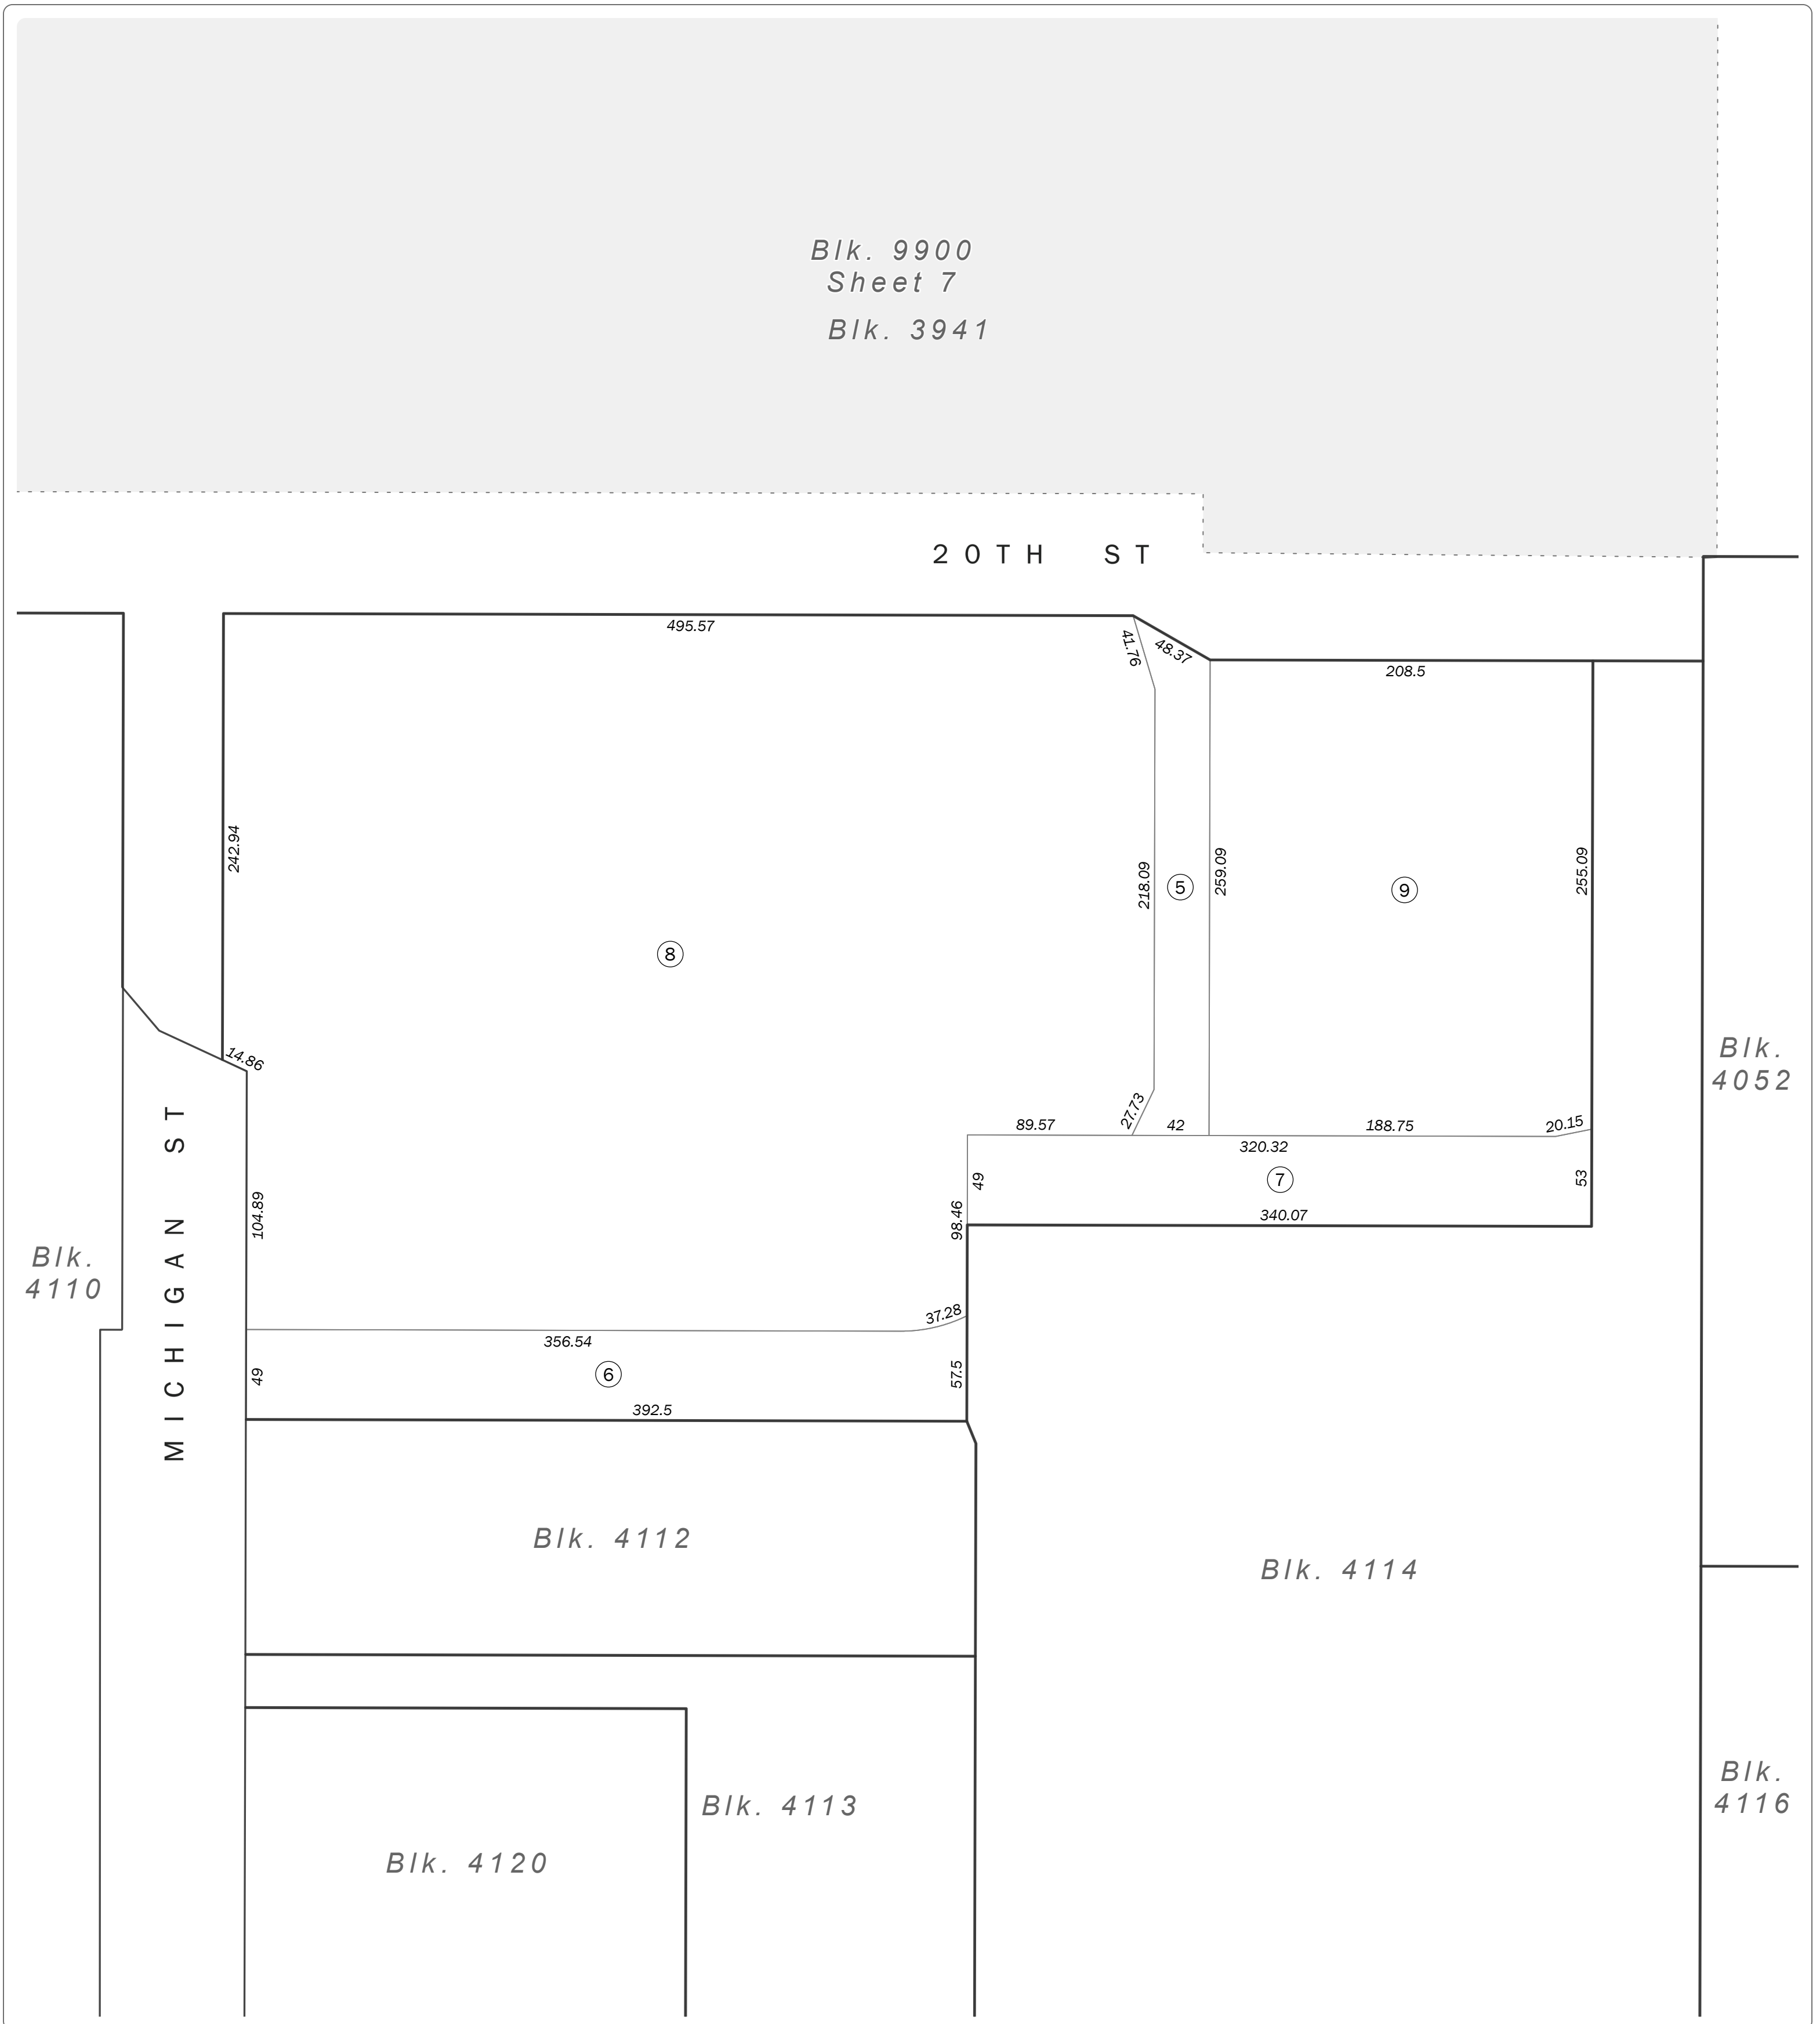 Blk. 9900
Sheet 7
Blk. 3941
20TH ST
495.57
41.76
48.37
208.5
242.94
218.09
5
259.09
9
255.09
8
14.86
Blk.
4052
89.57
27.73
42
188.75
20.15
320.32
49
7
53
98.46
340.07
104.89
MICHIGAN ST
Blk.
4110
37.28
356.54
49
6
57.5
392.5
Blk. 4112
Blk. 4114
Blk. 4113
Blk.
4116
Blk. 4120